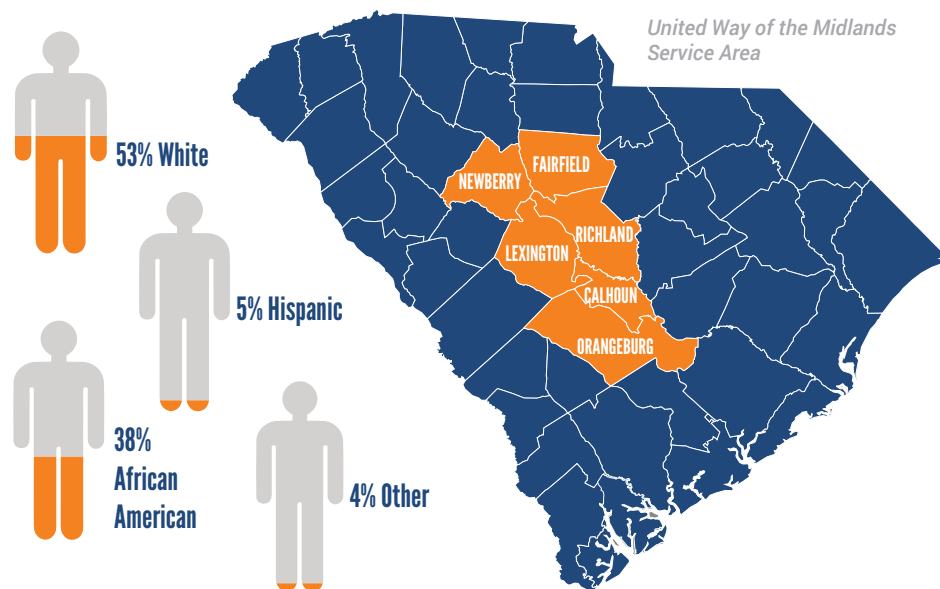 United Way of the Midlands
Service Area
53% White
5% Hispanic
38%
African
American
4% Other
NEWBERRY
FAIRFIELD
LEXINGTON
RICHLAND
CALHOUN
ORANGEBURG